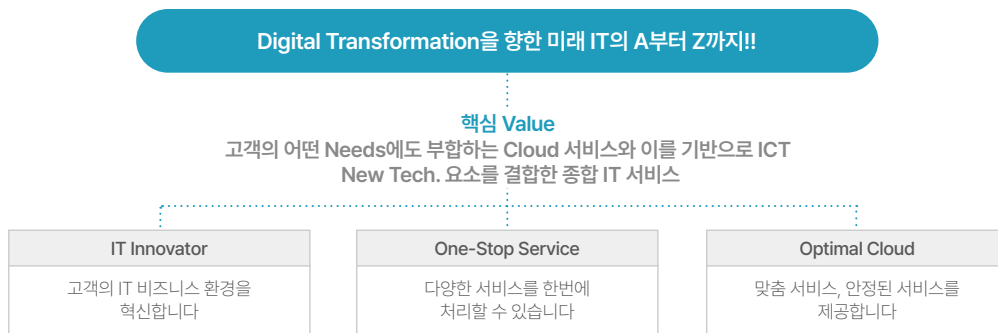 Digital Transformation을 향한 미래 IT의 A부터 Z까지!!
핵심 Value
고객의 어떤 Needs에도 부합하는 Cloud 서비스와 이를 기반으로 ICT
New Tech. 요소를 결합한 종합 IT 서비스
IT Innovator
고객의 IT 비즈니스 환경을
혁신합니다
One-Stop Service
다양한 서비스를 한번에
처리할 수 있습니다
Optimal Cloud
맞춤 서비스, 안정된 서비스를
제공합니다